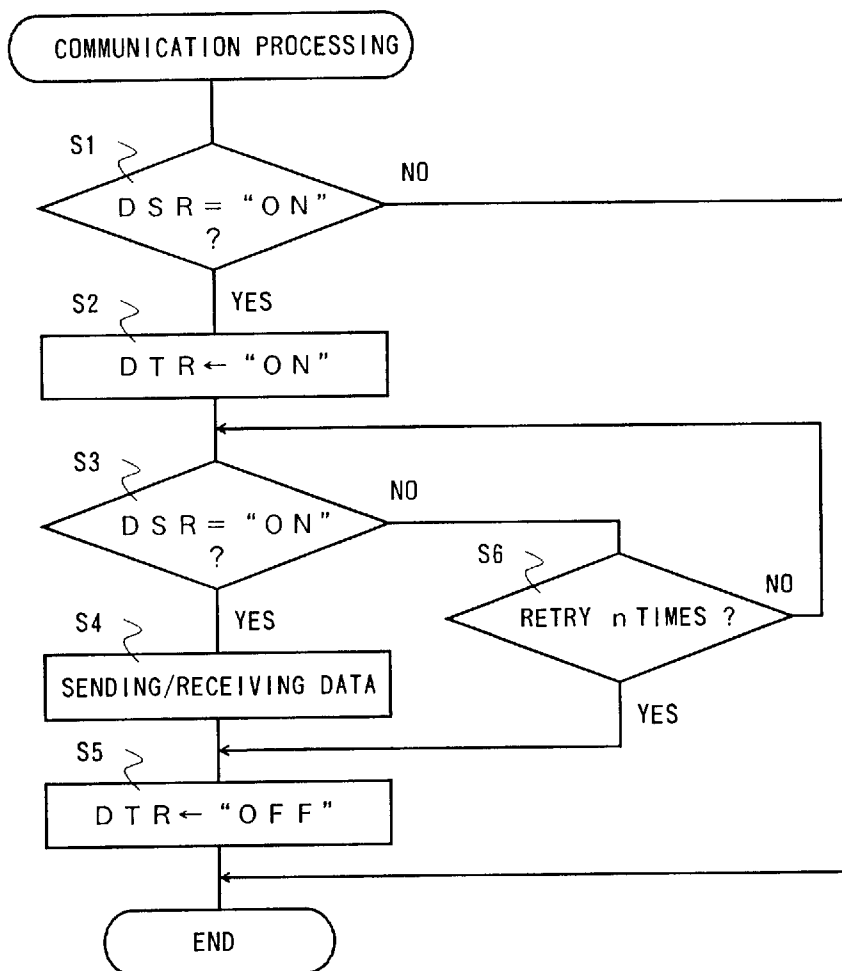 COMMUNICATION PROCESSING
S1
NO
DSR = "ON"
?
S2
YES
DTR ← "ON"
S3
NO
DSR = "ON"
?
S6
NO
RETRY n TIMES ?
S4
YES
SENDING/RECEIVING DATA
YES
S5
DTR ← "OFF"
END